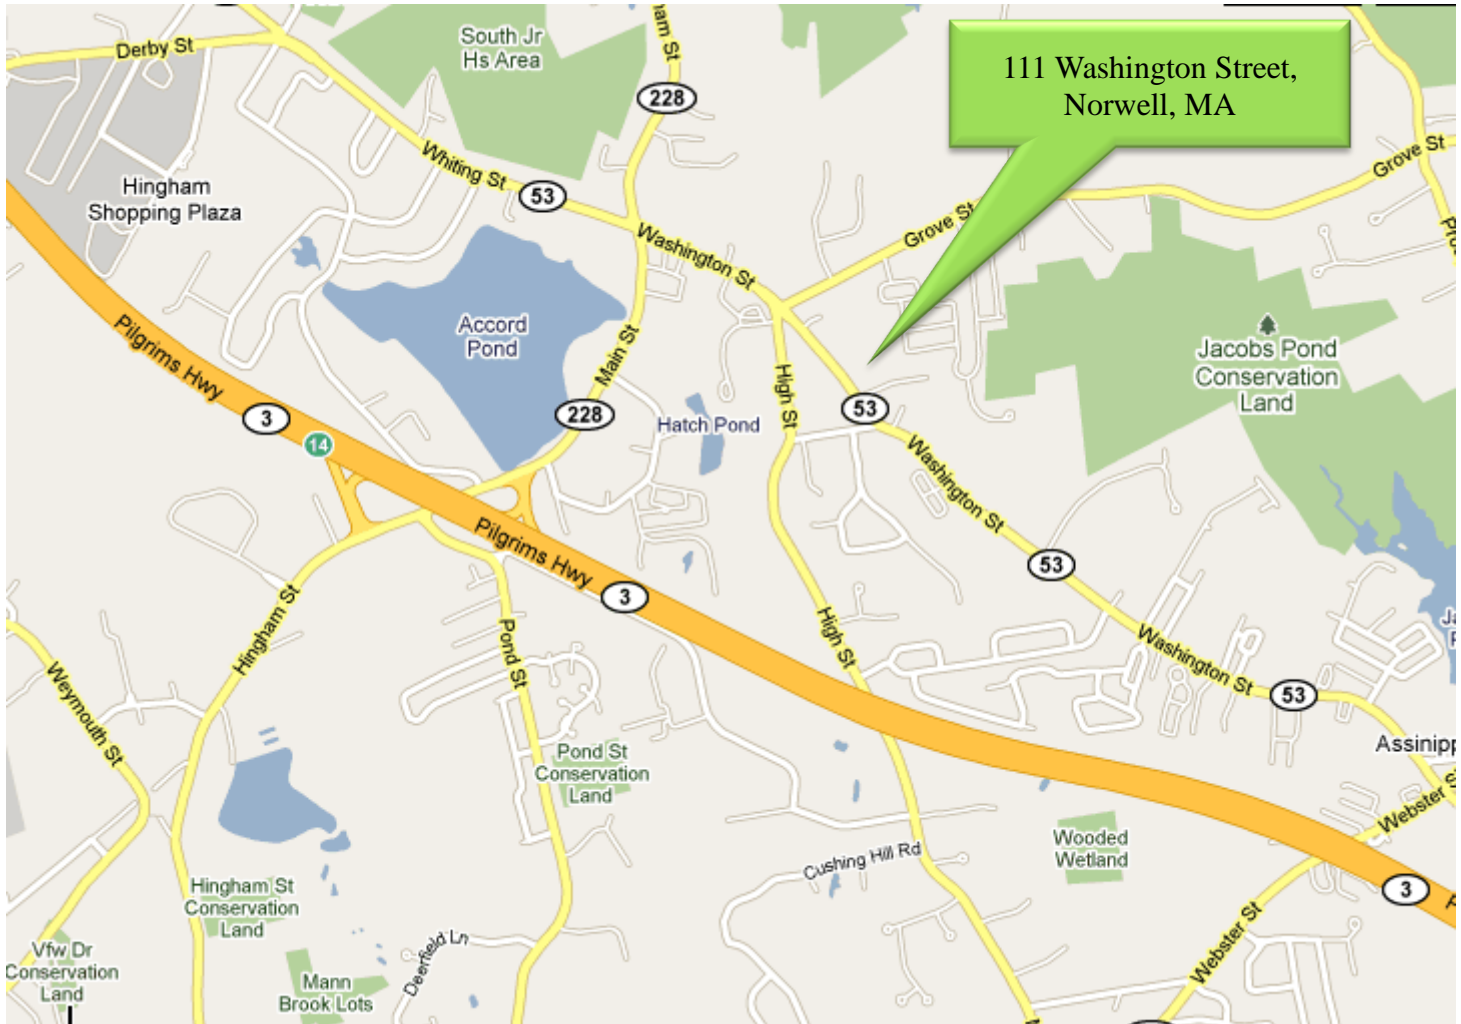 Derby St
South Jr
Hs Area
am St
228
111 Washington Street,
Norwell, MA
Whiting St
53
Hingham
Shopping Plaza
Grove St
Grove St
Washington St
Accord
Pond
Main St
Pilgrims Hwy
3
14
228
Hatch Pond
High St
53
Jacobs Pond
Conservation
Land
Washington St
Pilgrims Hwy
3
53
Hingham St
Pond St
High St
Washington St
53
Weymouth St
Assinipp
Pond St
Conservation
Land
Webster S
Wooded
Wetland
Cushing Hill Rd
3
Hingham St
Conservation
Land
Webster St
Vfw Dr
Conservation
Land
Deerfield Ln
Mann
Brook Lots